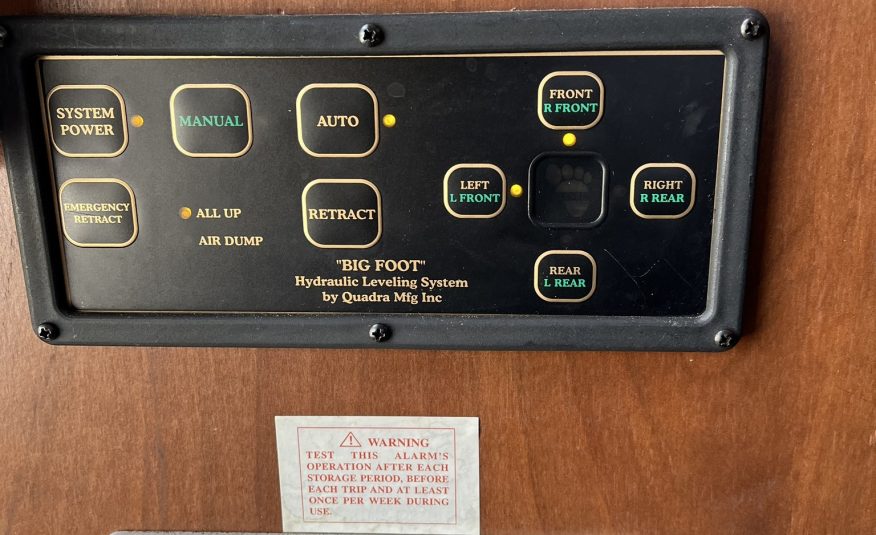 SYSTEM
POWER
MANUAL
AUTO
FRONT
R FRONT
LEFT
L FRONT
RIGHT
R REAR
EMERGENCY
RETRACT
ALL UP
AIR DUMP
RETRACT
REAR
L REAR
"BIG FOOT"
Hydraulic Leveling System
by Quadra Mfg Inc
⚠ WARNING
TEST THIS ALARM'S
OPERATION AFTER EACH
STORAGE PERIOD, BEFORE
EACH TRIP AND AT LEAST
ONCE PER WEEK DURING
USE.